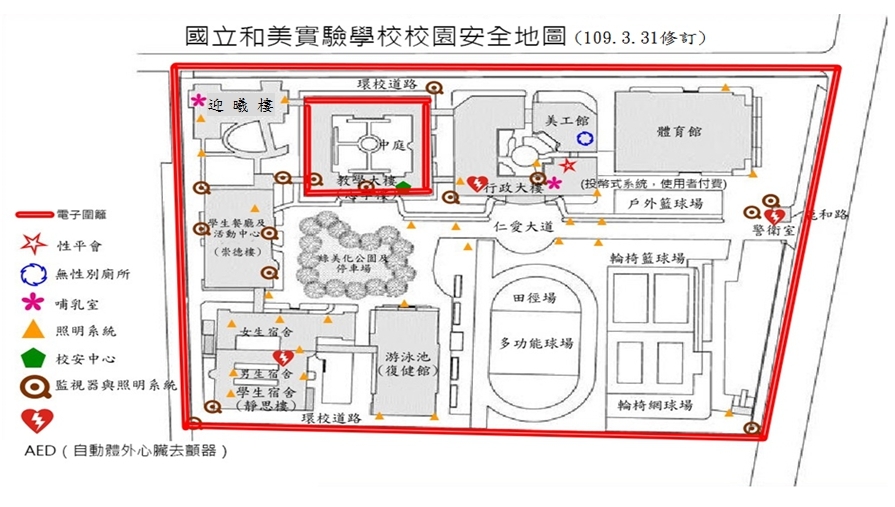 國立和美實驗學校校園安全地圖(109.3.31修訂)
環校道路
迎曦樓
中庭
教學大樓
美工館
體育館
行政大樓
(投幣式系統，使用者付費)
戶外籃球場
和路
警衛室
仁愛大道
學生餐廳及
活動中心
(崇德樓)
綠美化公園及
停車場
輪椅籃球場
田徑場
多功能球場
女生宿舍
男生宿舍
學生宿舍
(靜思樓)
游泳池
(復健館)
輪椅網球場
環校道路
電子圍籬
性平會
無性別廁所
哺乳室
照明系統
校安中心
監視器與照明系統
AED（自動體外心臟去顫器）